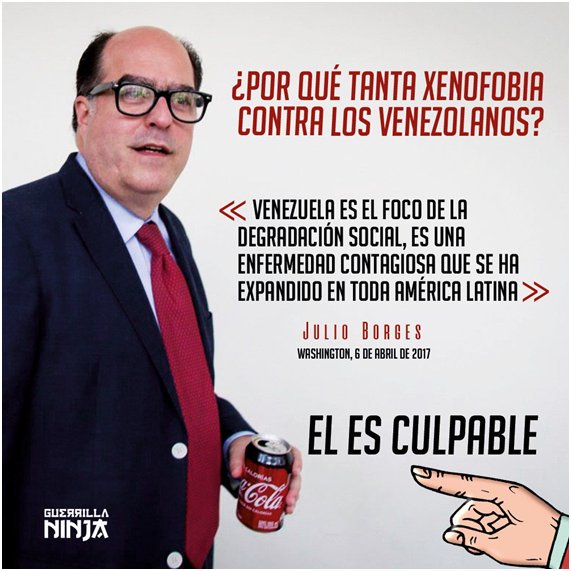 ¿POR QUÉ TANTA XENOFOBIA
CONTRA LOS VENEZOLANOS?
« VENEZUELA ES EL FOCO DE LA
DEGRADACIÓN SOCIAL, ES UNA
ENFERMEDAD CONTAGIOSA QUE SE HA
EXPANDIDO EN TODA AMÉRICA LATINA »
JULIO BORGES
WASHINGTON, 6 DE ABRIL DE 2017
EL ES CULPABLE
CALORÍAS
Coca-Cola
GUERRILLA
NINJA